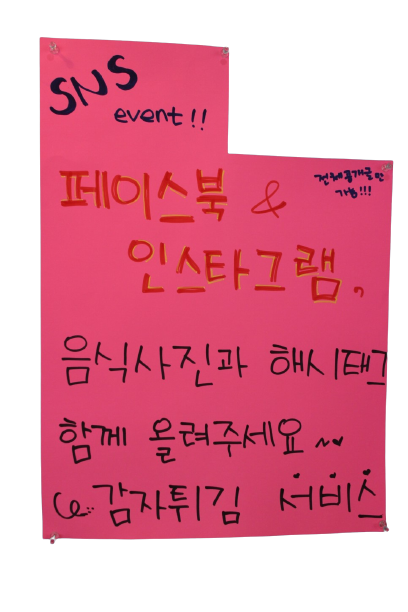 SNS
event!!
전체공개글만
가능!!!
페이스북 &
인스타그램,
음식사진과 해시태그
함께 올려주세요~♥
감자튀김 서비스